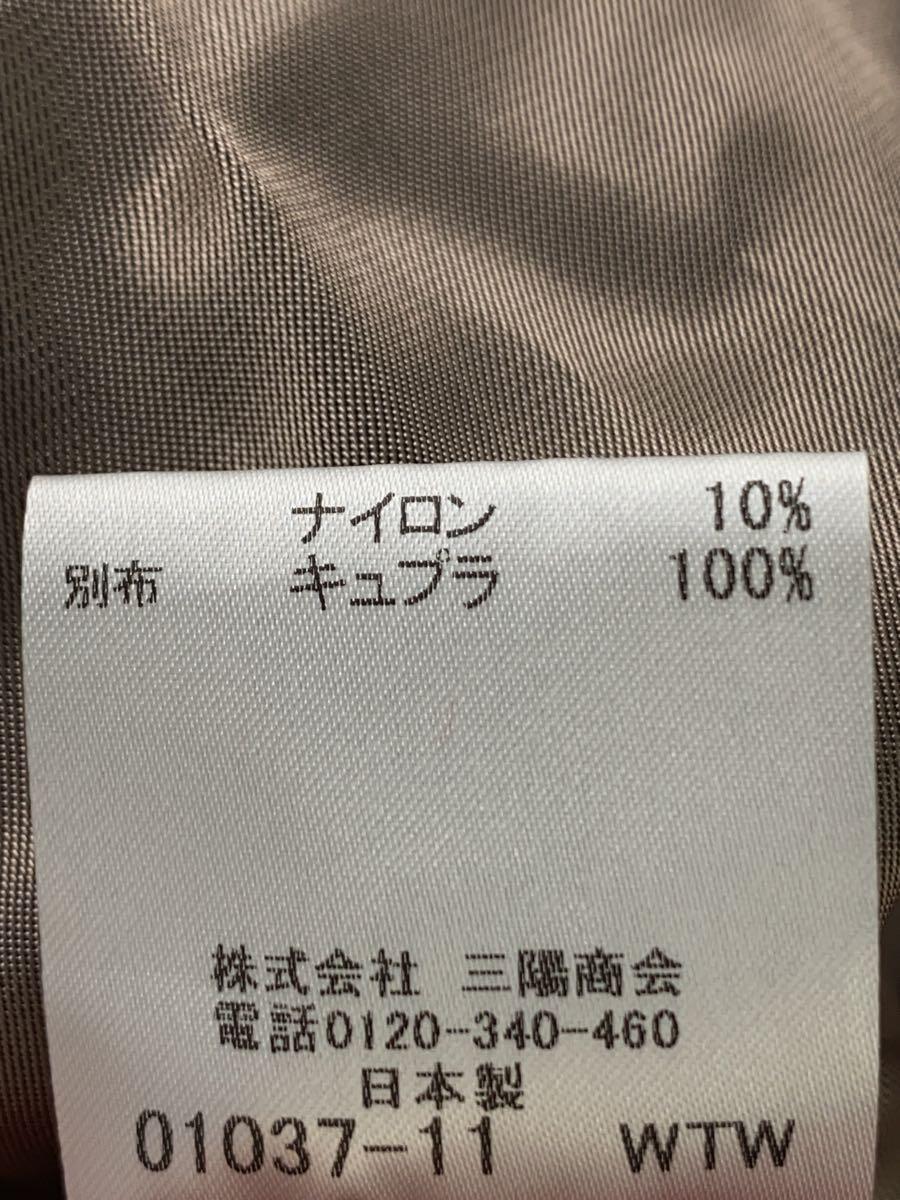 ナイロン 10%
別布 キュプラ 100%
株式会社 三陽商会
電話0120-340-460
日本製
01037-11 WTW